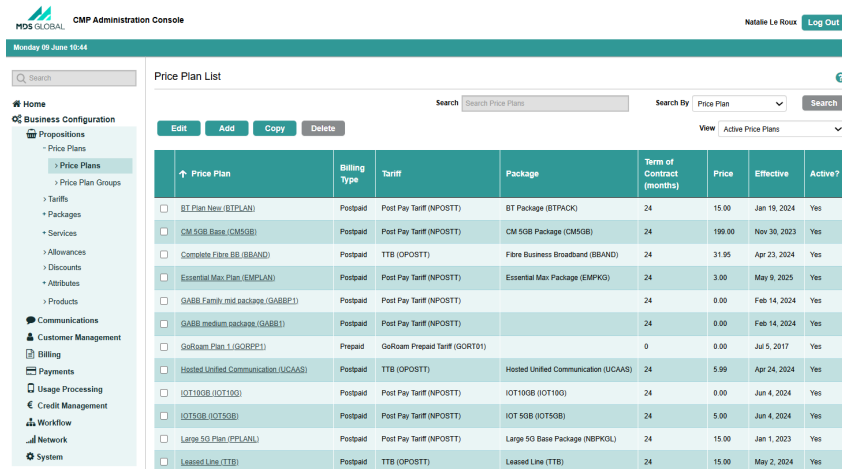 MDS GLOBAL
CMP Administration Console
Natalie Le Roux
Log Out
Monday 09 June 10:44
Search
Home
Business Configuration
Propositions
- Price Plans
> Price Plans
> Price Plan Groups
> Tariffs
+ Packages
+ Services
> Allowances
> Discounts
+ Attributes
> Products
Communications
Customer Management
Billing
Payments
Usage Processing
€ Credit Management
Workflow
Network
System
Price Plan List
?
Search Search Price Plans Search By Price Plan Search
Edit Add Copy Delete
View Active Price Plans
↑ Price Plan Billing Type Tariff Package Term of Contract (months) Price Effective Active?
BT Plan New (BTPLAN) Postpaid Post Pay Tariff (NPOSTT) BT Package (BTPACK) 24 15.00 Jan 19, 2024 Yes
CM 5GB Base (CM5GB) Postpaid Post Pay Tariff (NPOSTT) CM 5GB Package (CM5GB) 24 199.00 Nov 30, 2023 Yes
Complete Fibre BB (BBAND) Postpaid TTB (OPOSTT) Fibre Business Broadband (BBAND) 24 31.95 Apr 23, 2024 Yes
Essential Max Plan (EMPLAN) Postpaid Post Pay Tariff (NPOSTT) Essential Max Package (EMPKG) 24 3.00 May 9, 2025 Yes
GABB Family mid package (GABBP1) Postpaid Post Pay Tariff (NPOSTT) 24 0.00 Feb 14, 2024 Yes
GABB medium package (GABB1) Postpaid Post Pay Tariff (NPOSTT) 24 0.00 Feb 14, 2024 Yes
GoRoam Plan 1 (GORPP1) Prepaid GoRoam Prepaid Tariff (GORT01) 0 0.00 Jul 5, 2017 Yes
Hosted Unified Communication (UCAAS) Postpaid TTB (OPOSTT) Hosted Unified Communication (UCAAS) 24 5.99 Apr 24, 2024 Yes
IOT10GB (IOT10G) Postpaid Post Pay Tariff (NPOSTT) IOT10GB (IOT10G) 24 0.00 Jun 4, 2024 Yes
IOT5GB (IOT5GB) Postpaid Post Pay Tariff (NPOSTT) IOT 5GB (IOT5GB) 24 5.00 Jun 4, 2024 Yes
Large 5G Plan (PPLANL) Postpaid Post Pay Tariff (NPOSTT) Large 5G Base Package (NBPKGL) 24 15.00 Jan 1, 2023 Yes
Leased Line (TTB) Postpaid TTB (OPOSTT) Leased Line (TTB) 24 15.00 May 2, 2024 Yes